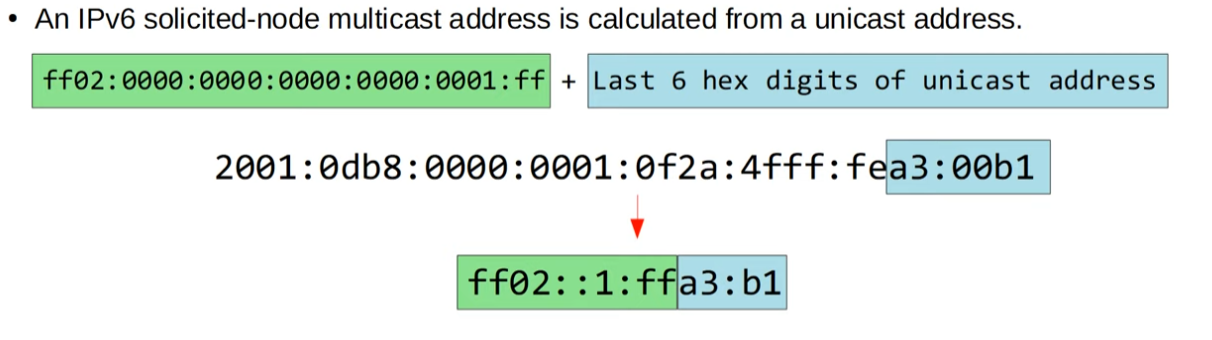 • An IPv6 solicited-node multicast address is calculated from a unicast address.
ff02:0000:0000:0000:0000:0001:ff + Last 6 hex digits of unicast address
2001:0db8:0000:0001:0f2a:4fff:fea3:00b1
ff02::1:ffa3:b1